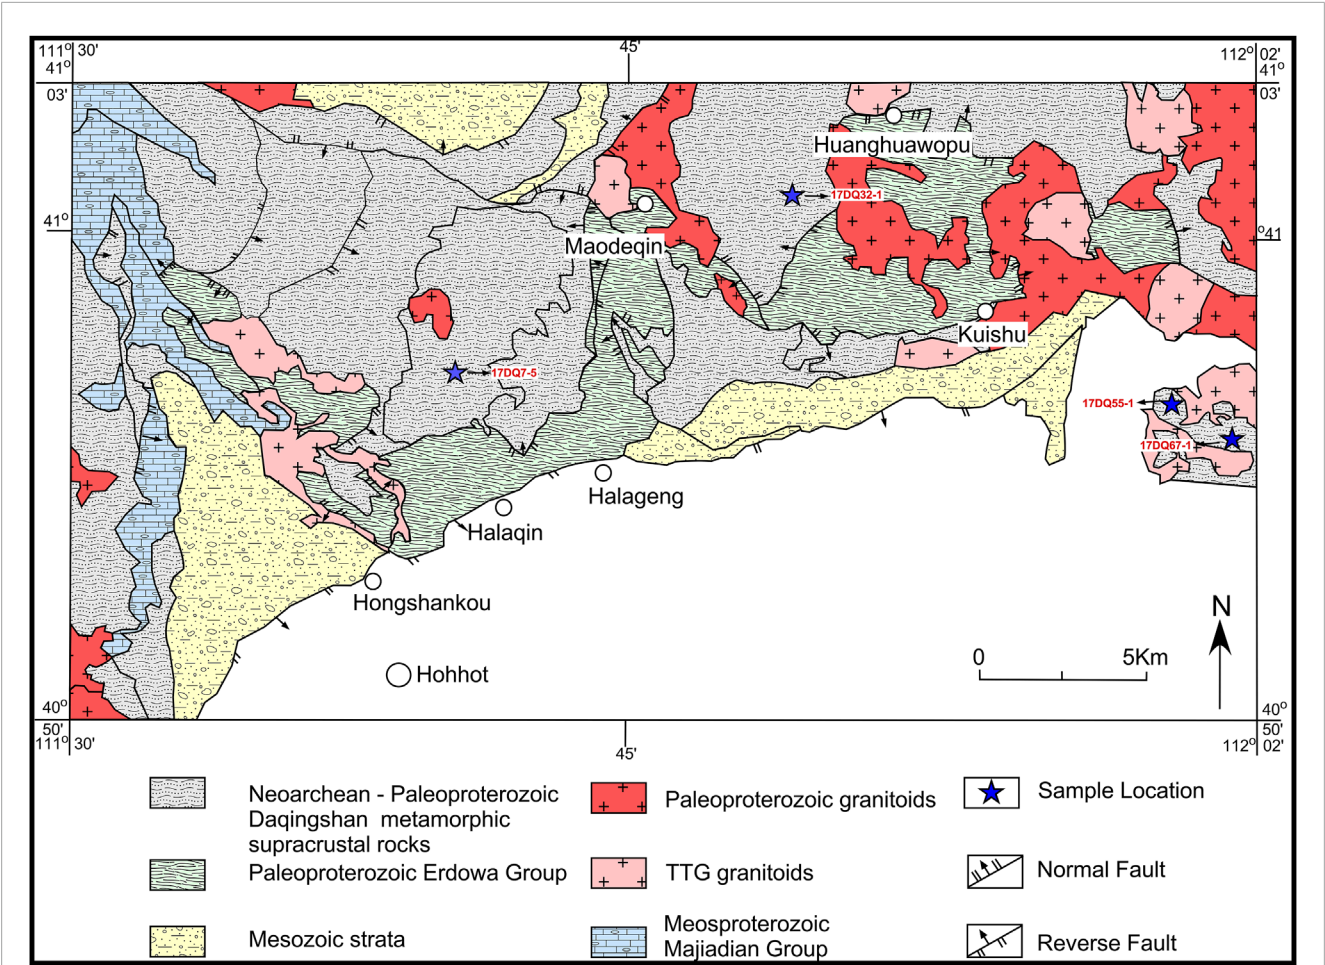 111° 30'
45'
112° 02'
41°
41°
03'
03'
Huanghuawopu
17DQ32-1
41°
°41
Maodeqin
Kuishu
17DQ7-5
17DQ55-1
17DQ67-1
Halageng
Halaqin
Hongshankou
N
0
5Km
Hohhot
40°
40°
50'
50'
111° 30'
45'
112° 02'
Neoarchean - Paleoproterozoic
Daqingshan metamorphic
supracrustal rocks
Paleoproterozoic granitoids
Sample Location
Paleoproterozoic Erdowa Group
TTG granitoids
Normal Fault
Mesozoic strata
Meosproterozoic
Majiadian Group
Reverse Fault